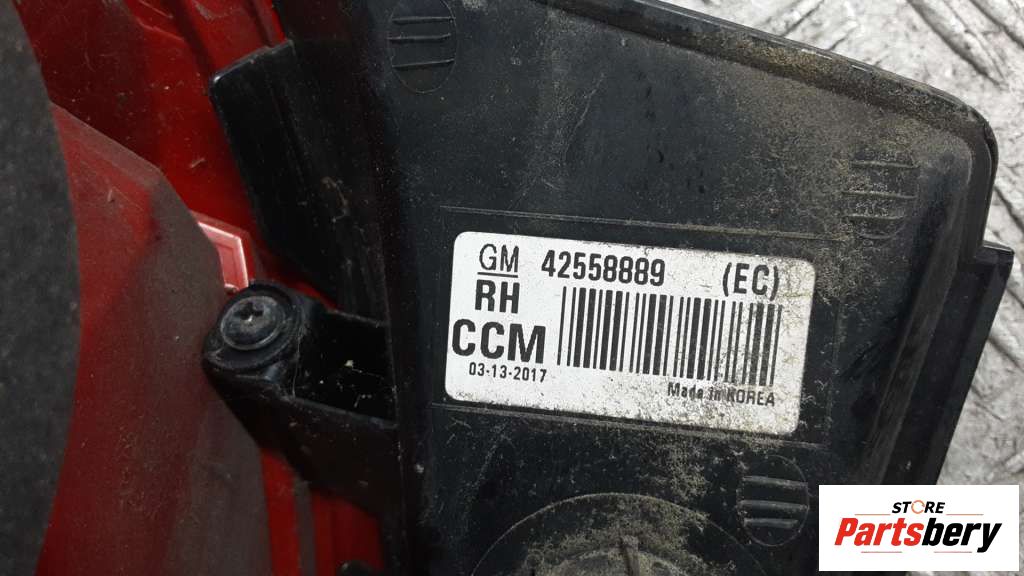 GM 42558889 (EC)
RH
CCM
03-13-2017
Made in KOREA
STORE
Partsbery